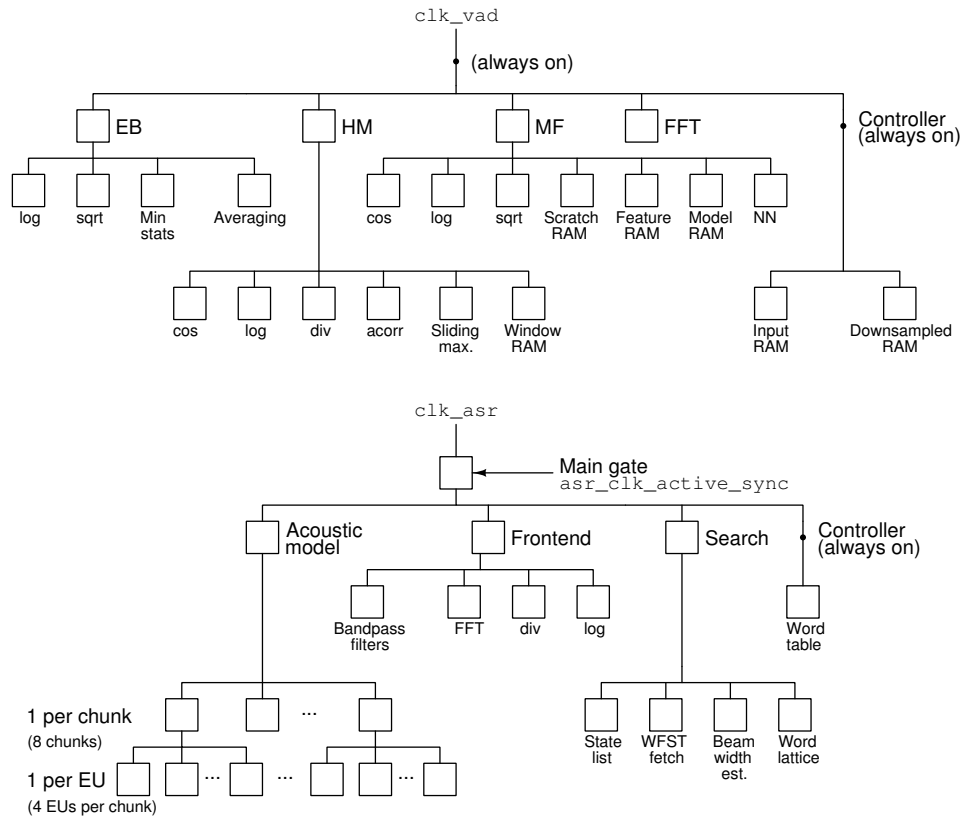 clk_vad
(always on)
EB
HM
MF
FFT
Controller
(always on)
log
sqrt
Min
stats
Averaging
cos
log
sqrt
Scratch
RAM
Feature
RAM
Model
RAM
NN
cos
log
div
acorr
Sliding
max.
Window
RAM
Input
RAM
Downsampled
RAM
clk_asr
Main gate
asr_clk_active_sync
Acoustic
model
Frontend
Search
Controller
(always on)
Bandpass
filters
FFT
div
log
Word
table
1 per chunk
(8 chunks)
...
State
list
WFST
fetch
Beam
width
est.
Word
lattice
1 per EU
(4 EUs per chunk)
...
...
...